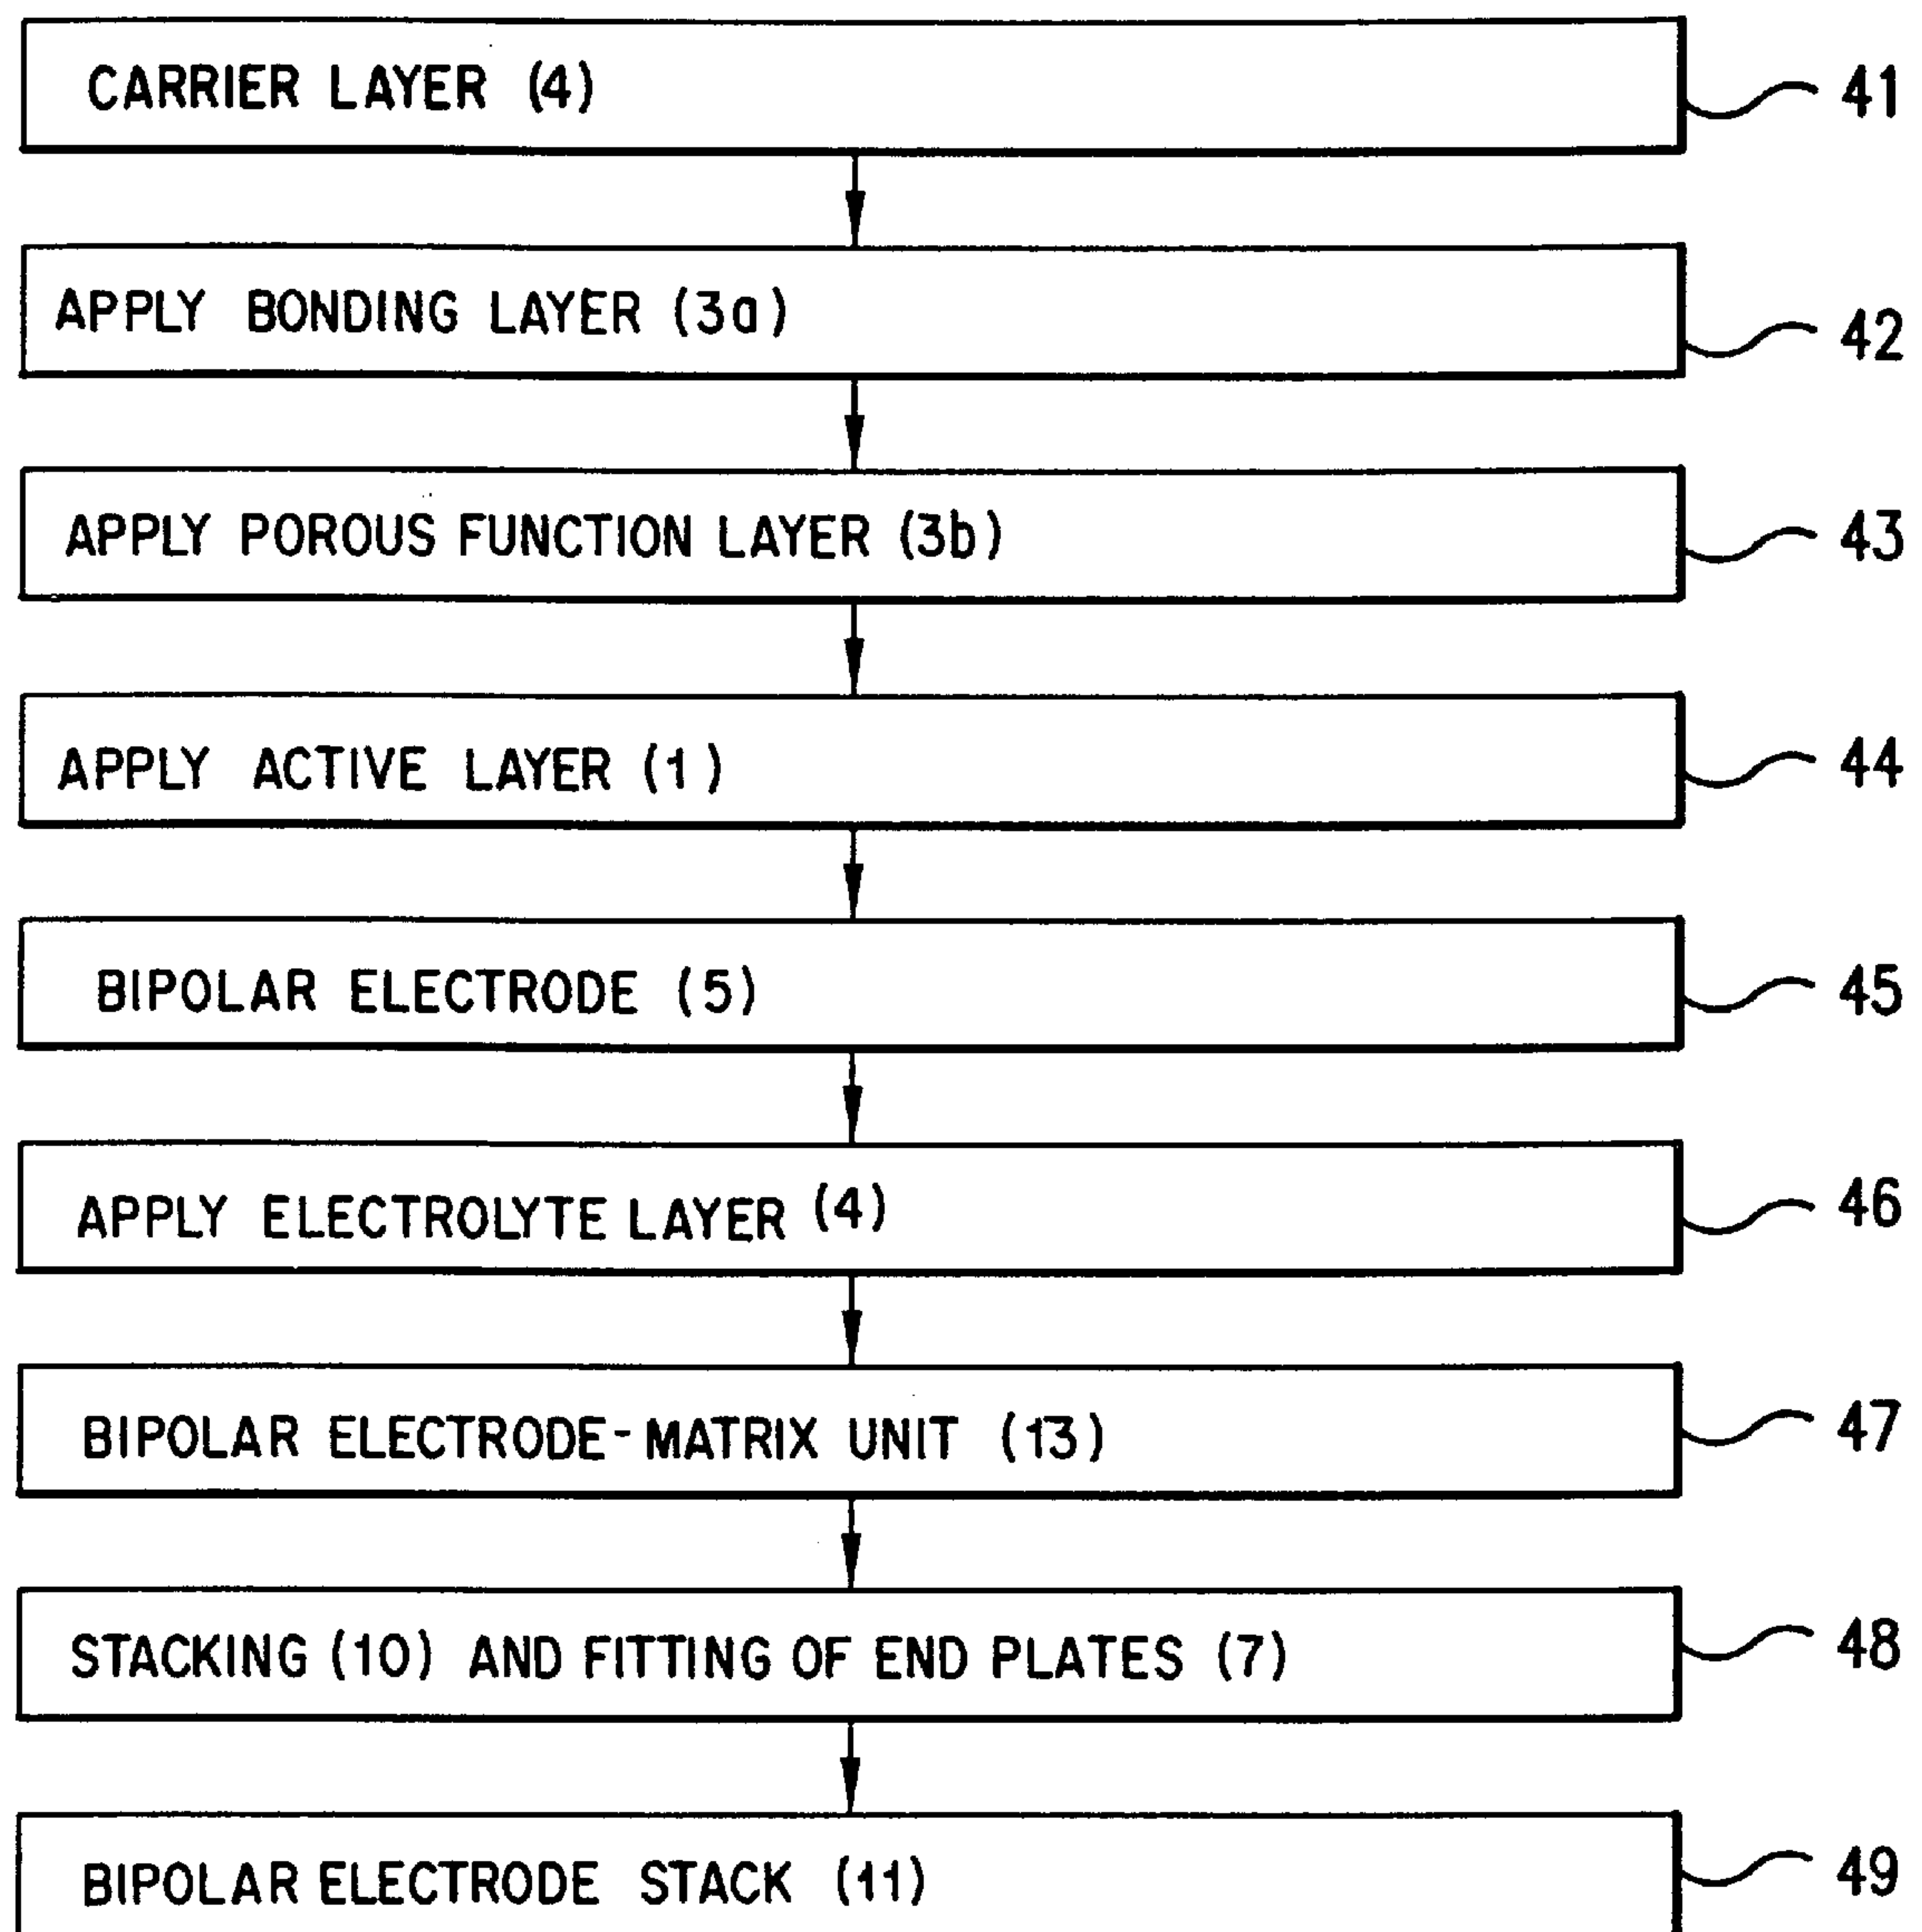 CARRIER LAYER (4)
41
APPLY BONDING LAYER (3a)
42
APPLY POROUS FUNCTION LAYER (3b)
43
APPLY ACTIVE LAYER (1)
44
BIPOLAR ELECTRODE (5)
45
APPLY ELECTROLYTE LAYER (4)
46
BIPOLAR ELECTRODE-MATRIX UNIT (13)
47
STACKING (10) AND FITTING OF END PLATES (7)
48
BIPOLAR ELECTRODE STACK (11)
49